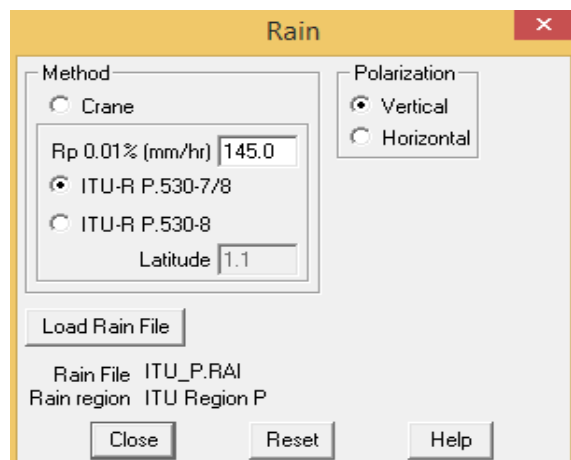 Rain
Method
Crane
Rp 0.01% (mm/hr) 145.0
ITU-R P.530-7/8
ITU-R P.530-8
Latitude 1.1
Polarization
Vertical
Horizontal
Load Rain File
Rain File ITU_P.RAI
Rain region ITU Region P
Close Reset Help